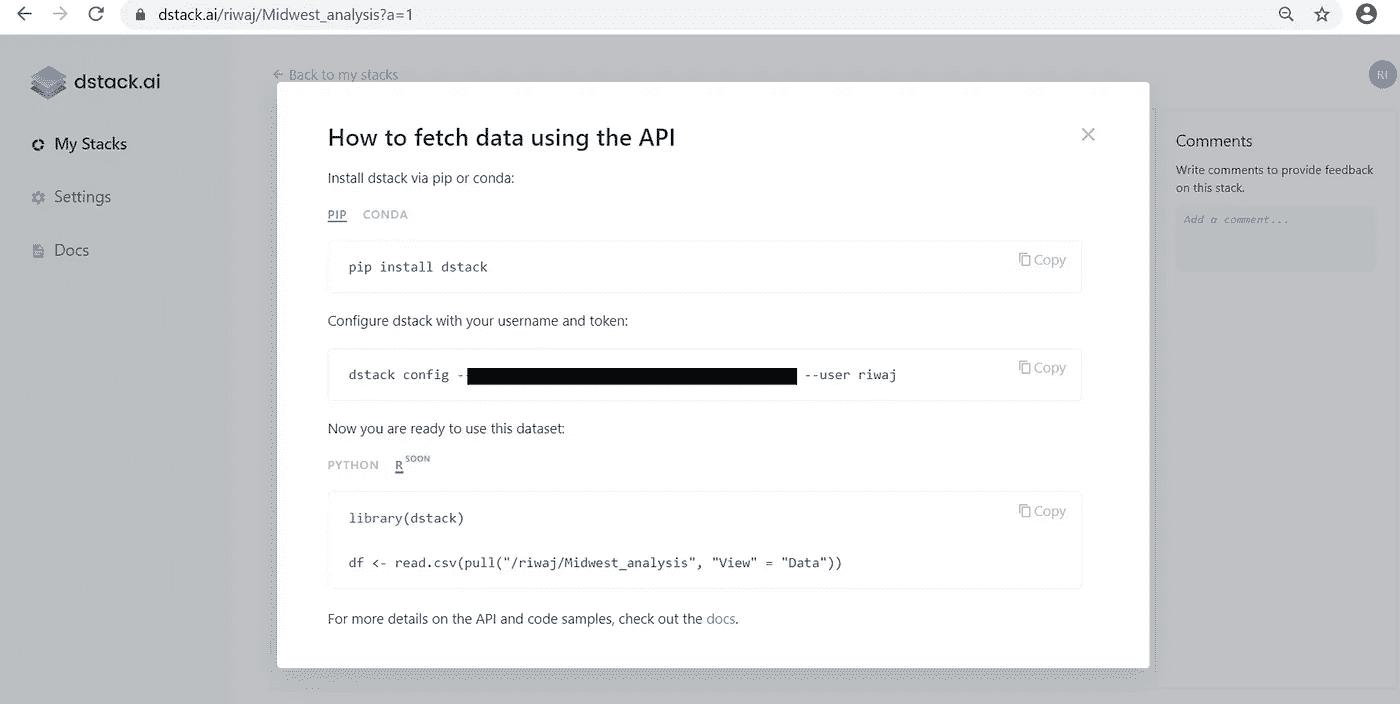 dstack.ai/riwaj/Midwest_analysis?a=1
dstack.ai
← Back to my stacks
RI
My Stacks
Settings
Docs
How to fetch data using the API
Install dstack via pip or conda:
PIP CONDA
pip install dstack
Copy
Configure dstack with your username and token:
dstack config -- --user riwaj
Copy
Now you are ready to use this dataset:
PYTHON R SOON
library(dstack)
Copy
df <- read.csv(pull("/riwaj/Midwest_analysis", "View" = "Data"))
For more details on the API and code samples, check out the docs.
Comments
Write comments to provide feedback
on this stack.
Add a comment...